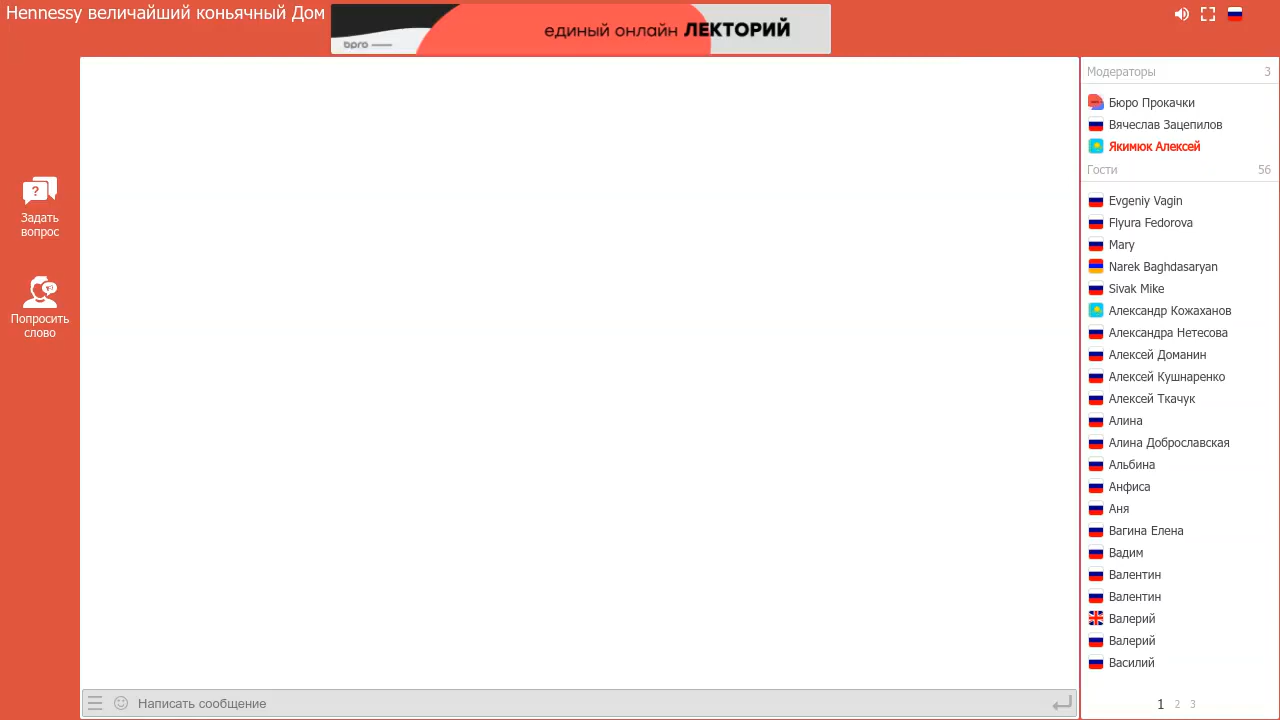 Hennessy величайший коньячный Дом
bpro
единый онлайн ЛЕКТОРИЙ
Задать
вопрос
Попросить
слово
Модераторы 3
Бюро Прокачки
Вячеслав Зацепилов
Якимюк Алексей
Гости 56
Evgeniy Vagin
Flyura Fedorova
Mary
Narek Baghdasaryan
Sivak Mike
Александр Кожаханов
Александра Нетесова
Алексей Доманин
Алексей Кушнаренко
Алексей Ткачук
Алина
Алина Доброславская
Альбина
Анфиса
Аня
Вагина Елена
Вадим
Валентин
Валентин
Валерий
Валерий
Василий
1 2 3
Написать сообщение